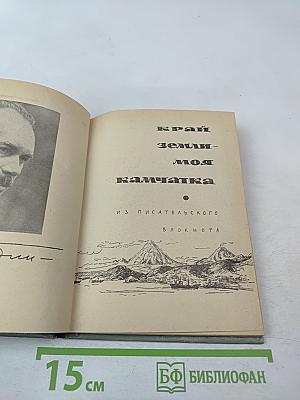 КРАЙ
ЗЕМЛИ-
МОЯ
КАМЧАТКА
ИЗ ПИСАТЕЛЬСКОГО
БЛОКНОТА
15 см
БФ БИБЛИОФАН